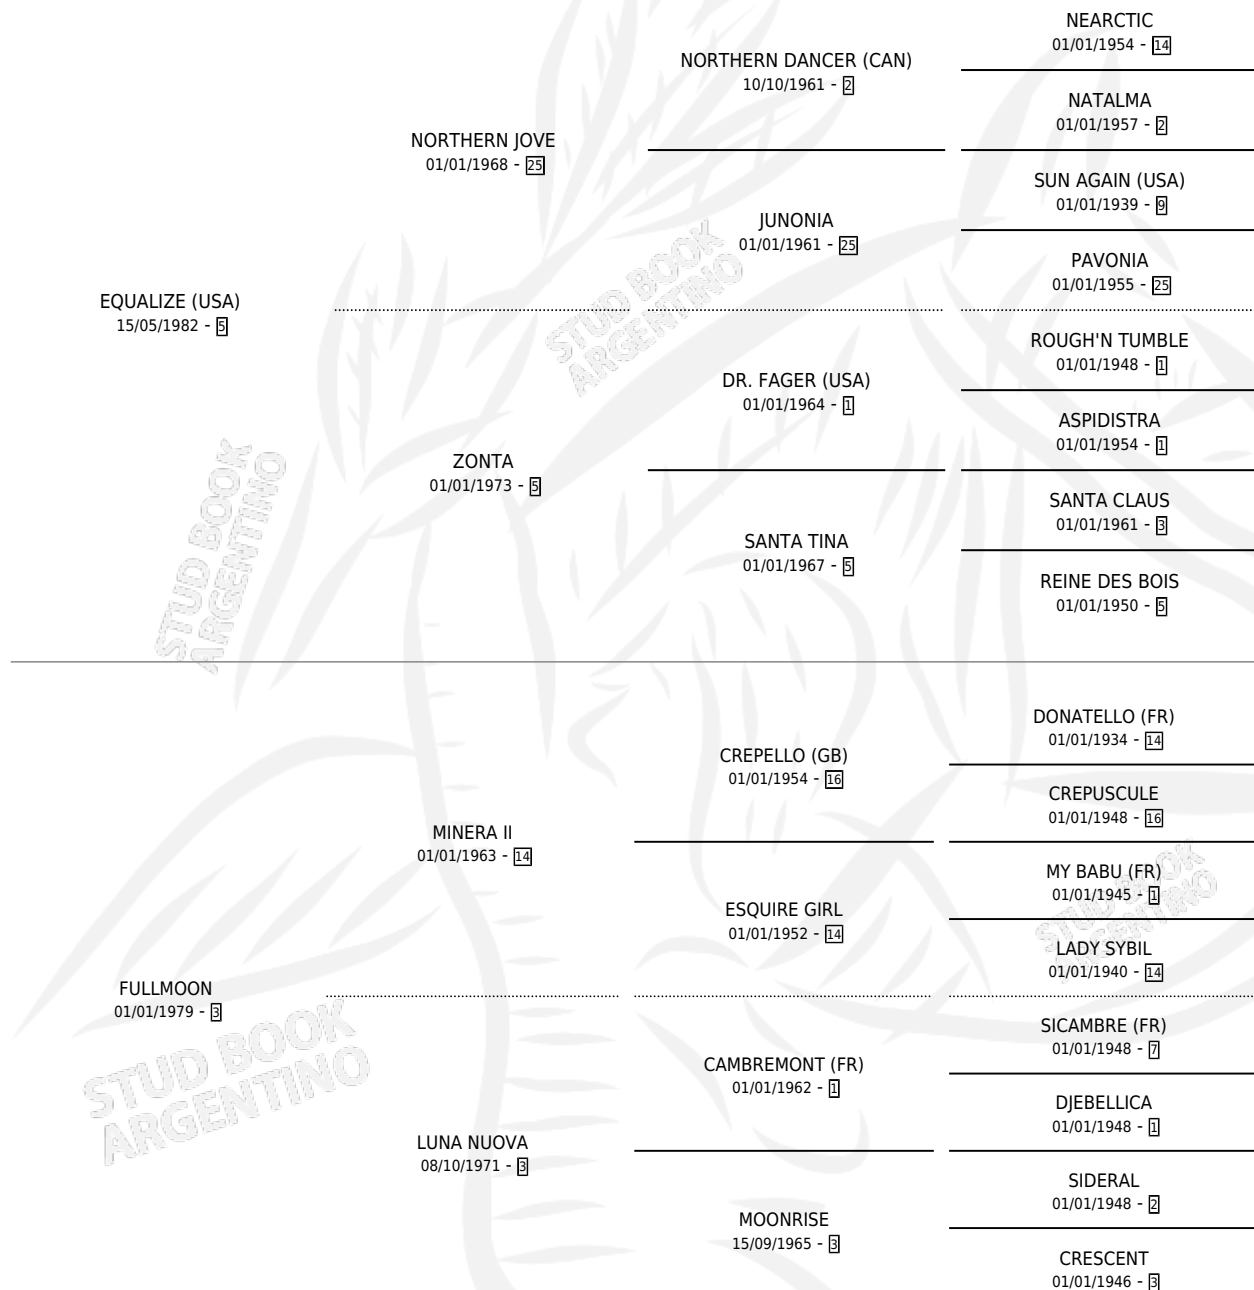 NEARCTIC
01/01/1954 - 14
NORTHERN DANCER (CAN)
10/10/1961 - 2
NATALMA
01/01/1957 - 2
NORTHERN JOVE
01/01/1968 - 25
SUN AGAIN (USA)
01/01/1939 - 9
JUNONIA
01/01/1961 - 25
PAVONIA
01/01/1955 - 25
EQUALIZE (USA)
15/05/1982 - 5
ROUGH'N TUMBLE
01/01/1948 - 1
DR. FAGER (USA)
01/01/1964 - 1
ASPIDISTRA
01/01/1954 - 1
ZONTA
01/01/1973 - 5
SANTA CLAUS
01/01/1961 - 3
SANTA TINA
01/01/1967 - 5
REINE DES BOIS
01/01/1950 - 5
DONATELLO (FR)
01/01/1934 - 14
CREPELLO (GB)
01/01/1954 - 16
CREPUSCULE
01/01/1948 - 16
MINERA II
01/01/1963 - 14
MY BABU (FR)
01/01/1945 - 1
ESQUIRE GIRL
01/01/1952 - 14
LADY SYBIL
01/01/1940 - 14
FULLMOON
01/01/1979 - 3
SICAMBRE (FR)
01/01/1948 - 7
CAMBREMONT (FR)
01/01/1962 - 1
DJEBELLICA
01/01/1948 - 1
LUNA NUOVA
08/10/1971 - 3
SIDERAL
01/01/1948 - 2
MOONRISE
15/09/1965 - 3
CRESCENT
01/01/1946 - 3
STUD BOOK
ARGENTINO
STUD BOOK
ARGENTINO
STUD BOOK
ARGENTINO
STUD BOOK
ARGENTINO